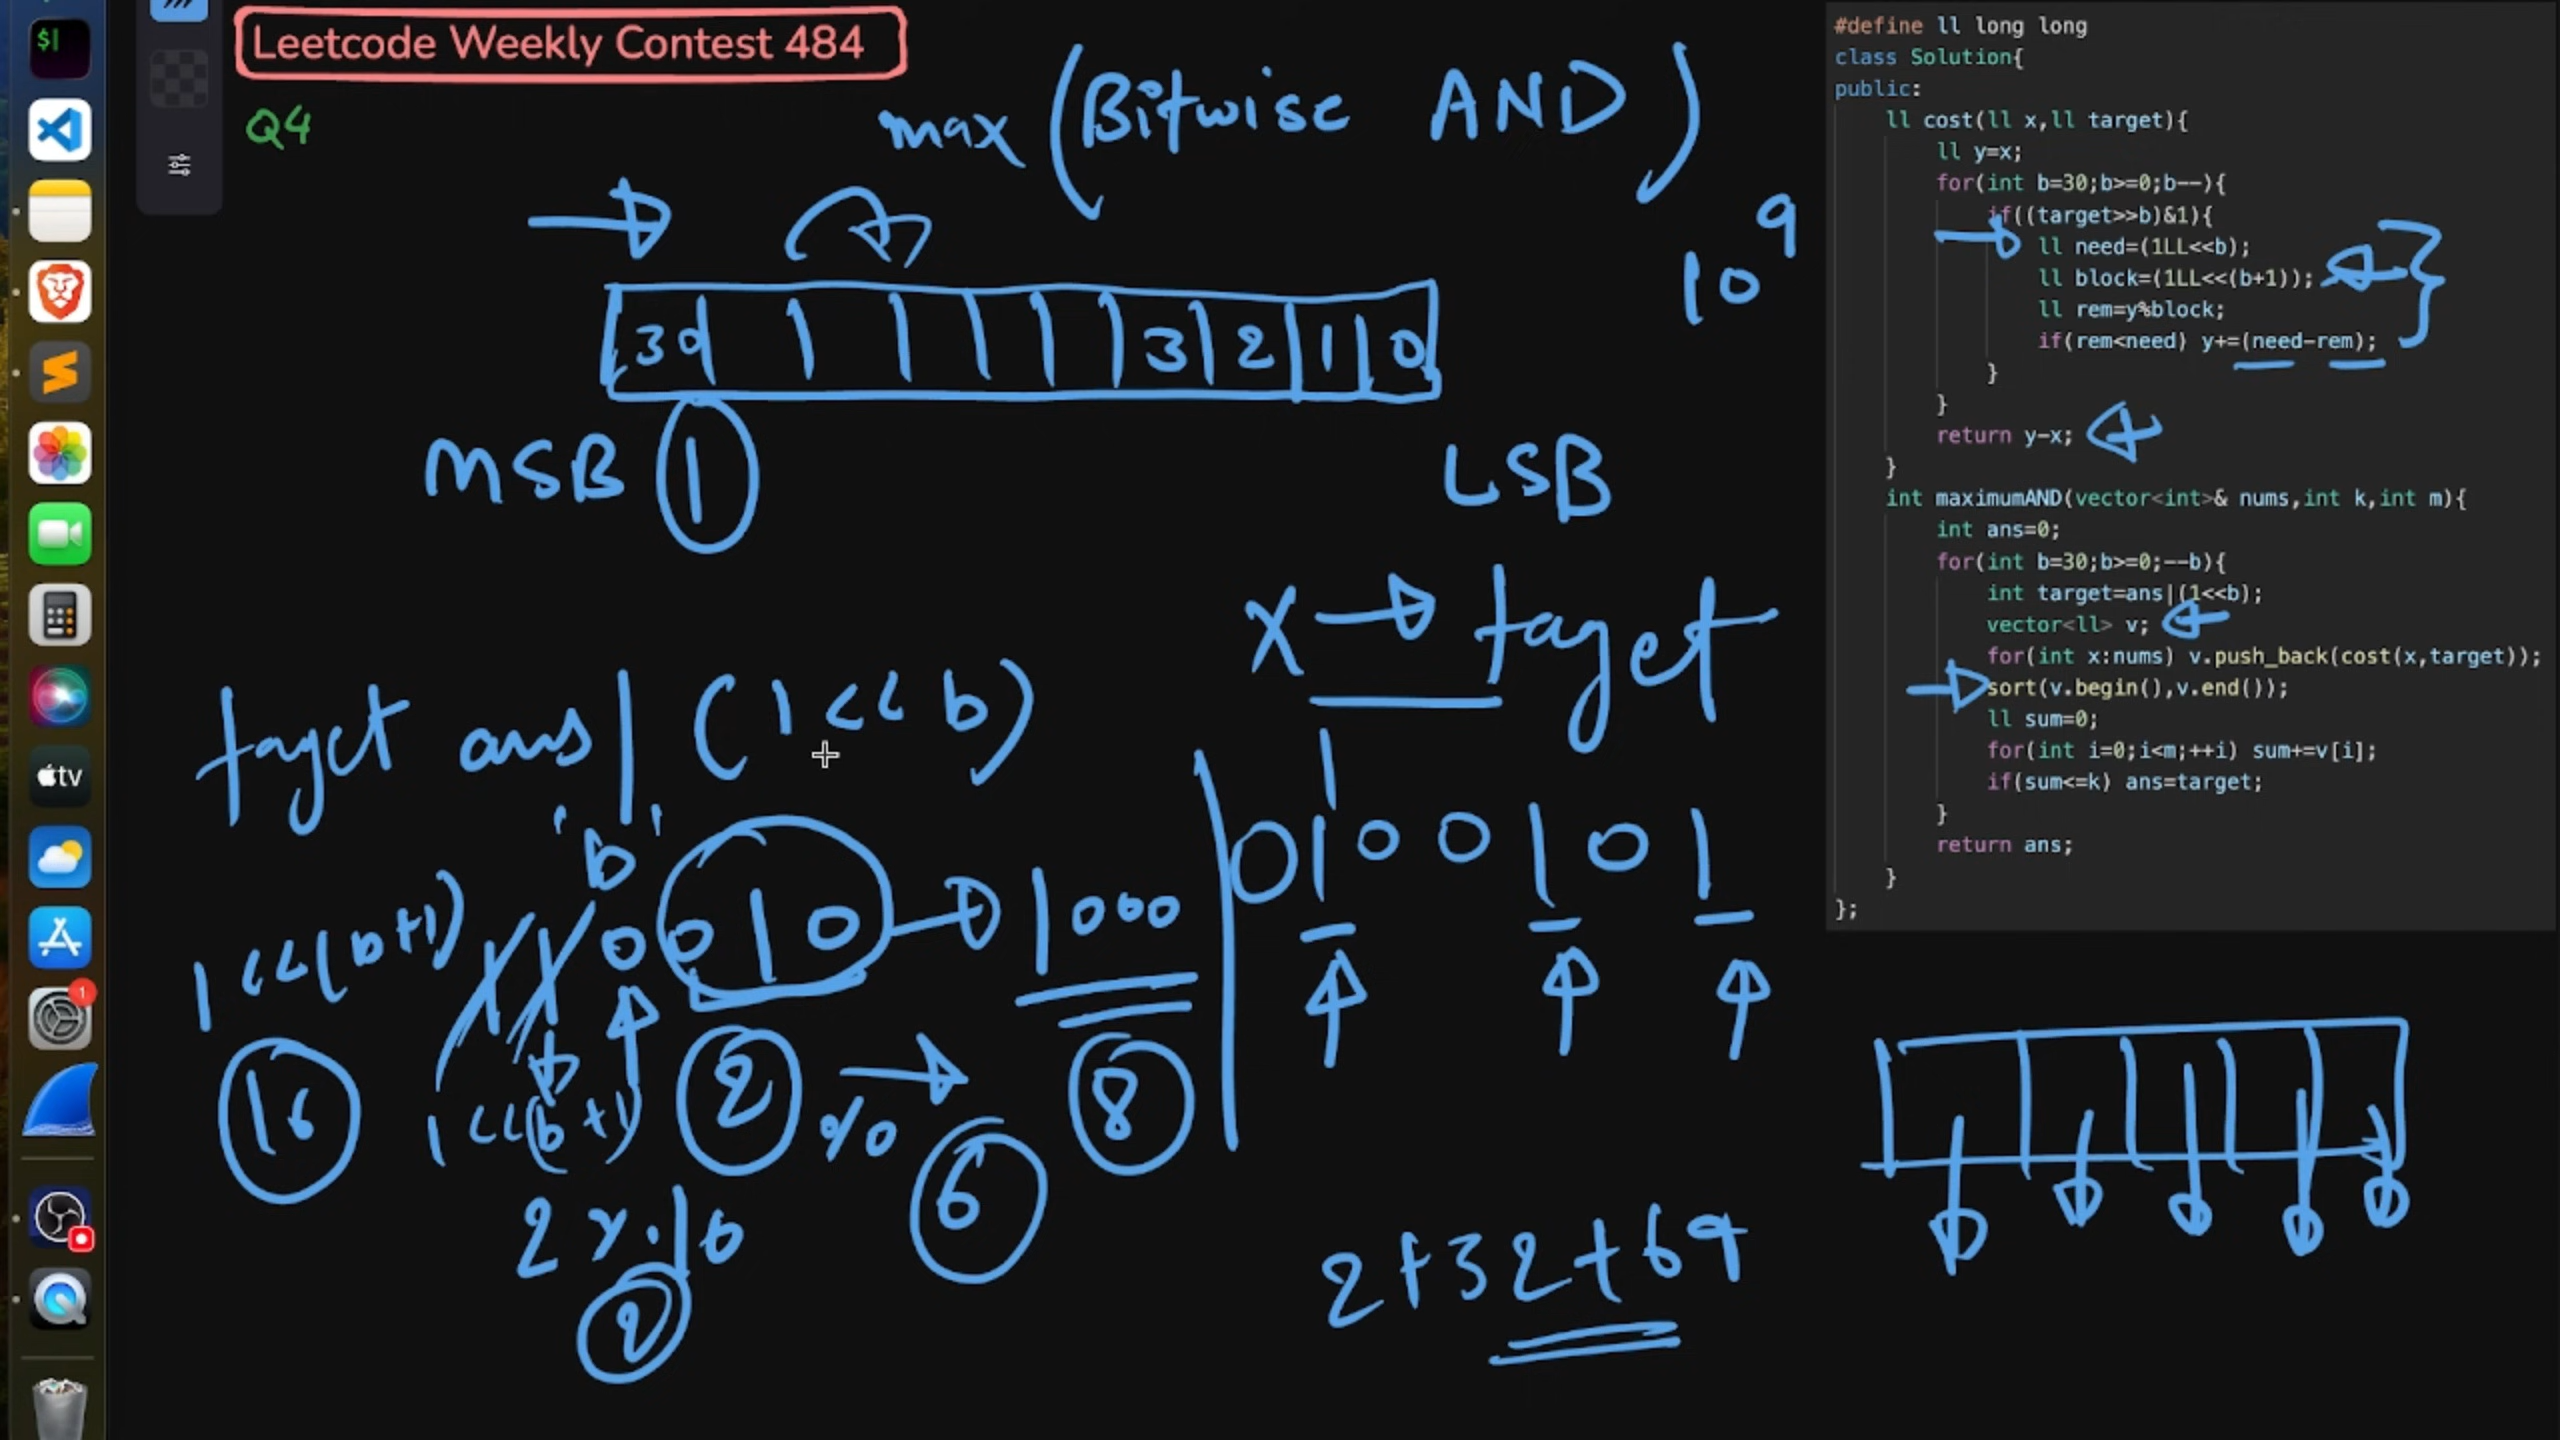 Leetcode Weekly Contest 484
Q4
max (Bitwise AND)
10^9
30 3 2 1 0
MSB 1 LSB
x → taget
taget ans | (1<<b)
'b'
1
0 1 0 0 1 0 1
1<<(b+1) 0 0 1 0 → 1000
16 1<<(b+1) 2 % 6 8
2 % 16
2
2+32+64
#define ll long long
class Solution{
public:
ll cost(ll x,ll target){
ll y=x;
for(int b=30;b>=0;b--){
if((target>>b)&1){
ll need=(1LL<<b);
ll block=(1LL<<(b+1));
ll rem=y%block;
if(rem<need) y+=(need-rem);
}
}
return y-x;
}
int maximumAND(vector<int>& nums,int k,int m){
int ans=0;
for(int b=30;b>=0;--b){
int target=ans|(1<<b);
vector<ll> v;
for(int x:nums) v.push_back(cost(x,target));
sort(v.begin(),v.end());
ll sum=0;
for(int i=0;i<m;++i) sum+=v[i];
if(sum<=k) ans=target;
}
return ans;
}
};
$
tv
1